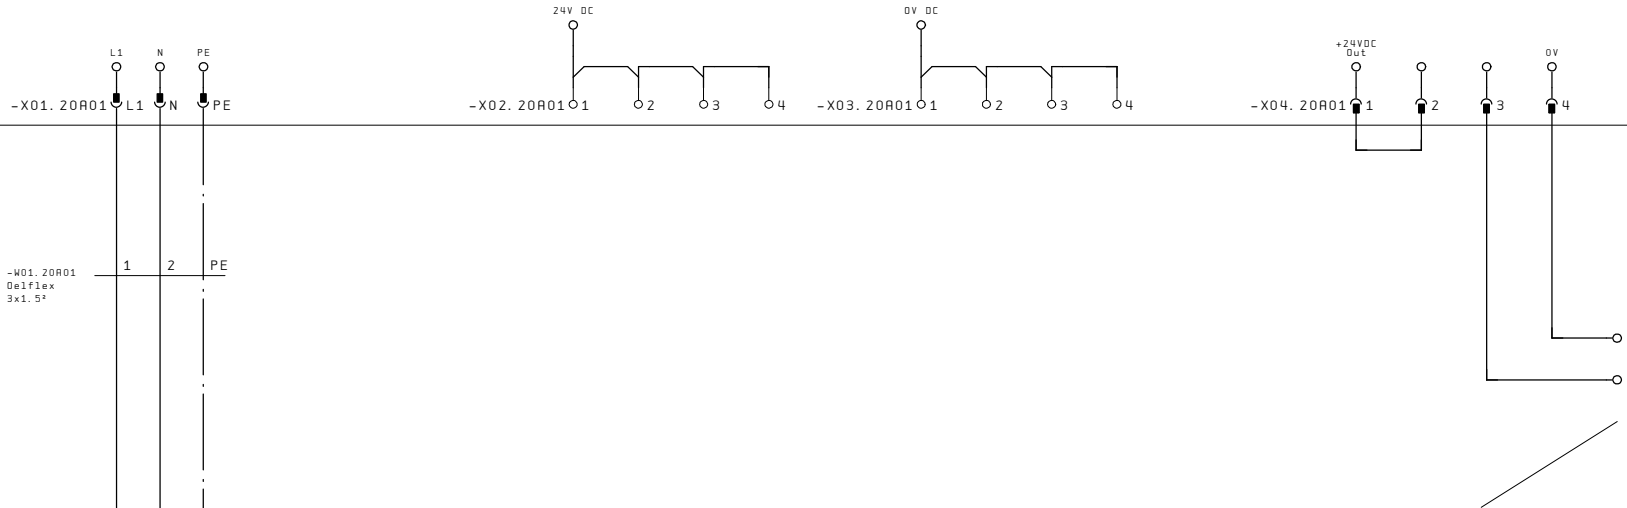 24V DC
0V DC
+24VDC
Out
0V
L1 N PE
-X01.20A01 L1 N PE
-X02.20A01 1 2 3 4
-X03.20A01 1 2 3 4
-X04.20A01 1 2 3 4
-W01.20A01
Oelflex
3x1.5²
1 2 PE